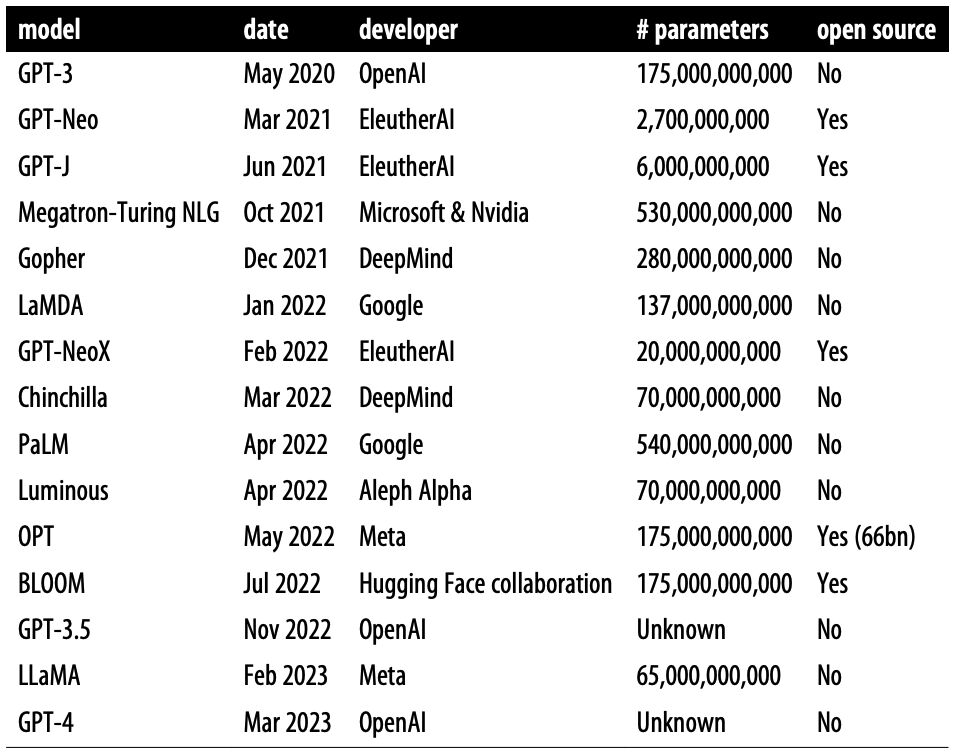 model date developer # parameters open source
GPT-3 May 2020 OpenAI 175,000,000,000 No
GPT-Neo Mar 2021 EleutherAI 2,700,000,000 Yes
GPT-J Jun 2021 EleutherAI 6,000,000,000 Yes
Megatron-Turing NLG Oct 2021 Microsoft & Nvidia 530,000,000,000 No
Gopher Dec 2021 DeepMind 280,000,000,000 No
LaMDA Jan 2022 Google 137,000,000,000 No
GPT-NeoX Feb 2022 EleutherAI 20,000,000,000 Yes
Chinchilla Mar 2022 DeepMind 70,000,000,000 No
PaLM Apr 2022 Google 540,000,000,000 No
Luminous Apr 2022 Aleph Alpha 70,000,000,000 No
OPT May 2022 Meta 175,000,000,000 Yes (66bn)
BLOOM Jul 2022 Hugging Face collaboration 175,000,000,000 Yes
GPT-3.5 Nov 2022 OpenAI Unknown No
LLaMA Feb 2023 Meta 65,000,000,000 No
GPT-4 Mar 2023 OpenAI Unknown No